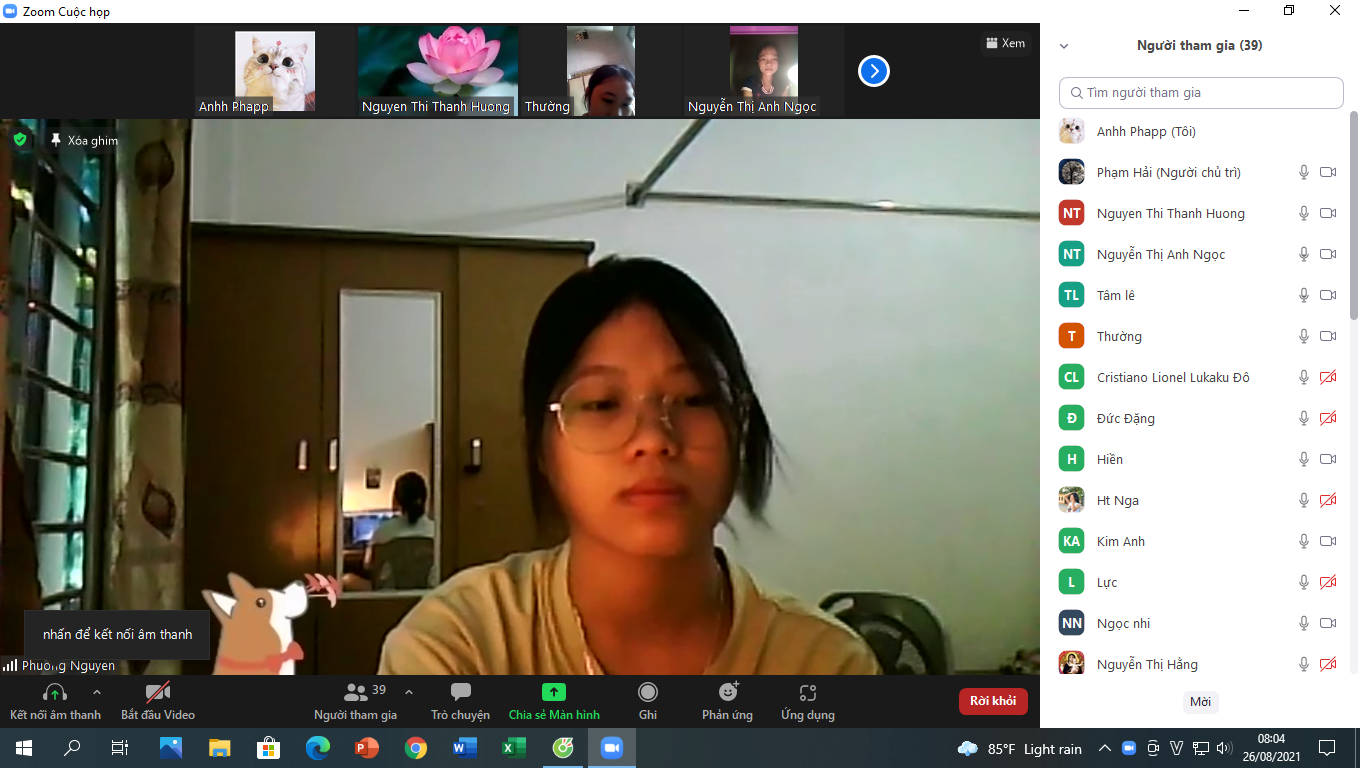 Zoom Cuộc họp
Anhh Phapp
Nguyen Thi Thanh Huong
Thường
Nguyễn Thị Anh Ngọc
Xem
Xóa ghim
nhấn để kết nối âm thanh
Phuong Nguyen
Người tham gia (39)
Tìm người tham gia
Anhh Phapp (Tôi)
Phạm Hải (Người chủ trì)
NT Nguyen Thi Thanh Huong
NT Nguyễn Thị Anh Ngọc
TL Tâm lê
T Thường
CL Cristiano Lionel Lukaku Đô
Đ Đức Đặng
H Hiền
Ht Nga
KA Kim Anh
L Lực
NN Ngọc nhi
Nguyễn Thị Hằng
Mời
Kết nối âm thanh
Bắt đầu Video
39
Người tham gia
Trò chuyện
Chia sẻ Màn hình
Ghi
Phản ứng
Ứng dụng
Rời khỏi
85°F Light rain
08:04
26/08/2021